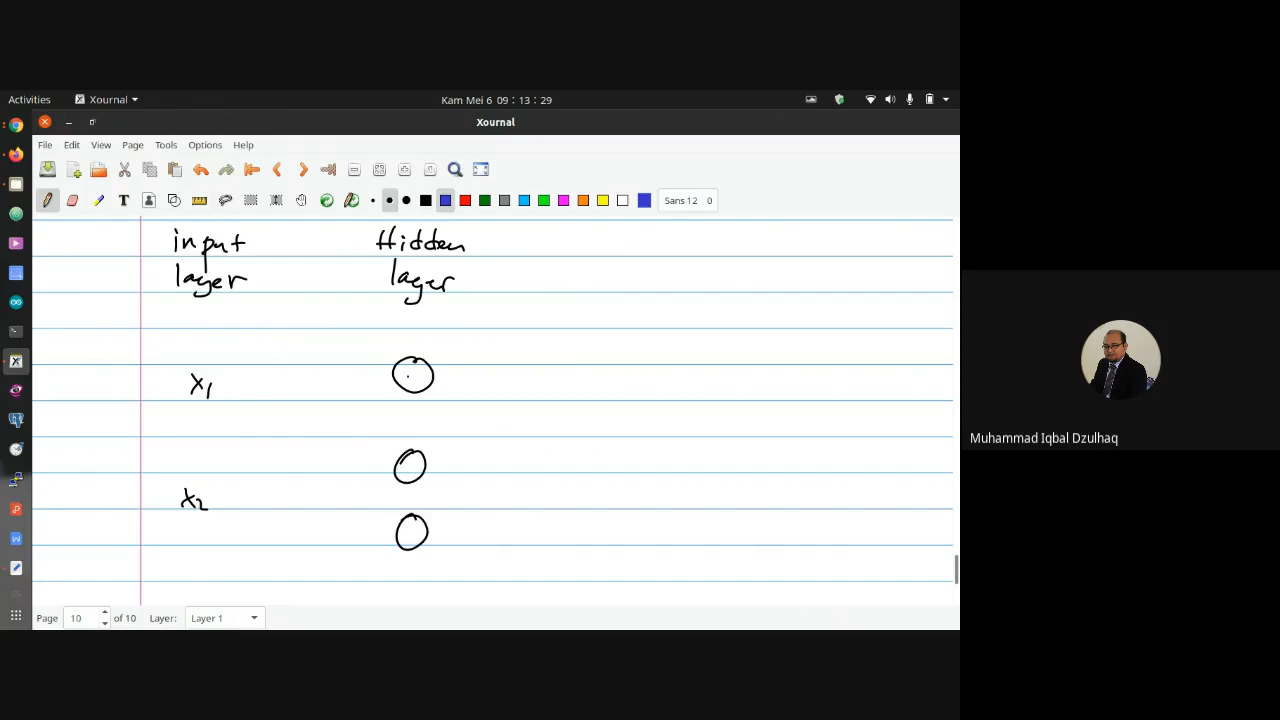 Activities Xournal Kam Mei 6 09 : 13 : 29
Xournal
File Edit View Page Tools Options Help
Sans 12 0
input Hidden
layer layer
x1
x2
Page 10 of 10 Layer: Layer 1
Muhammad Iqbal Dzulhaq